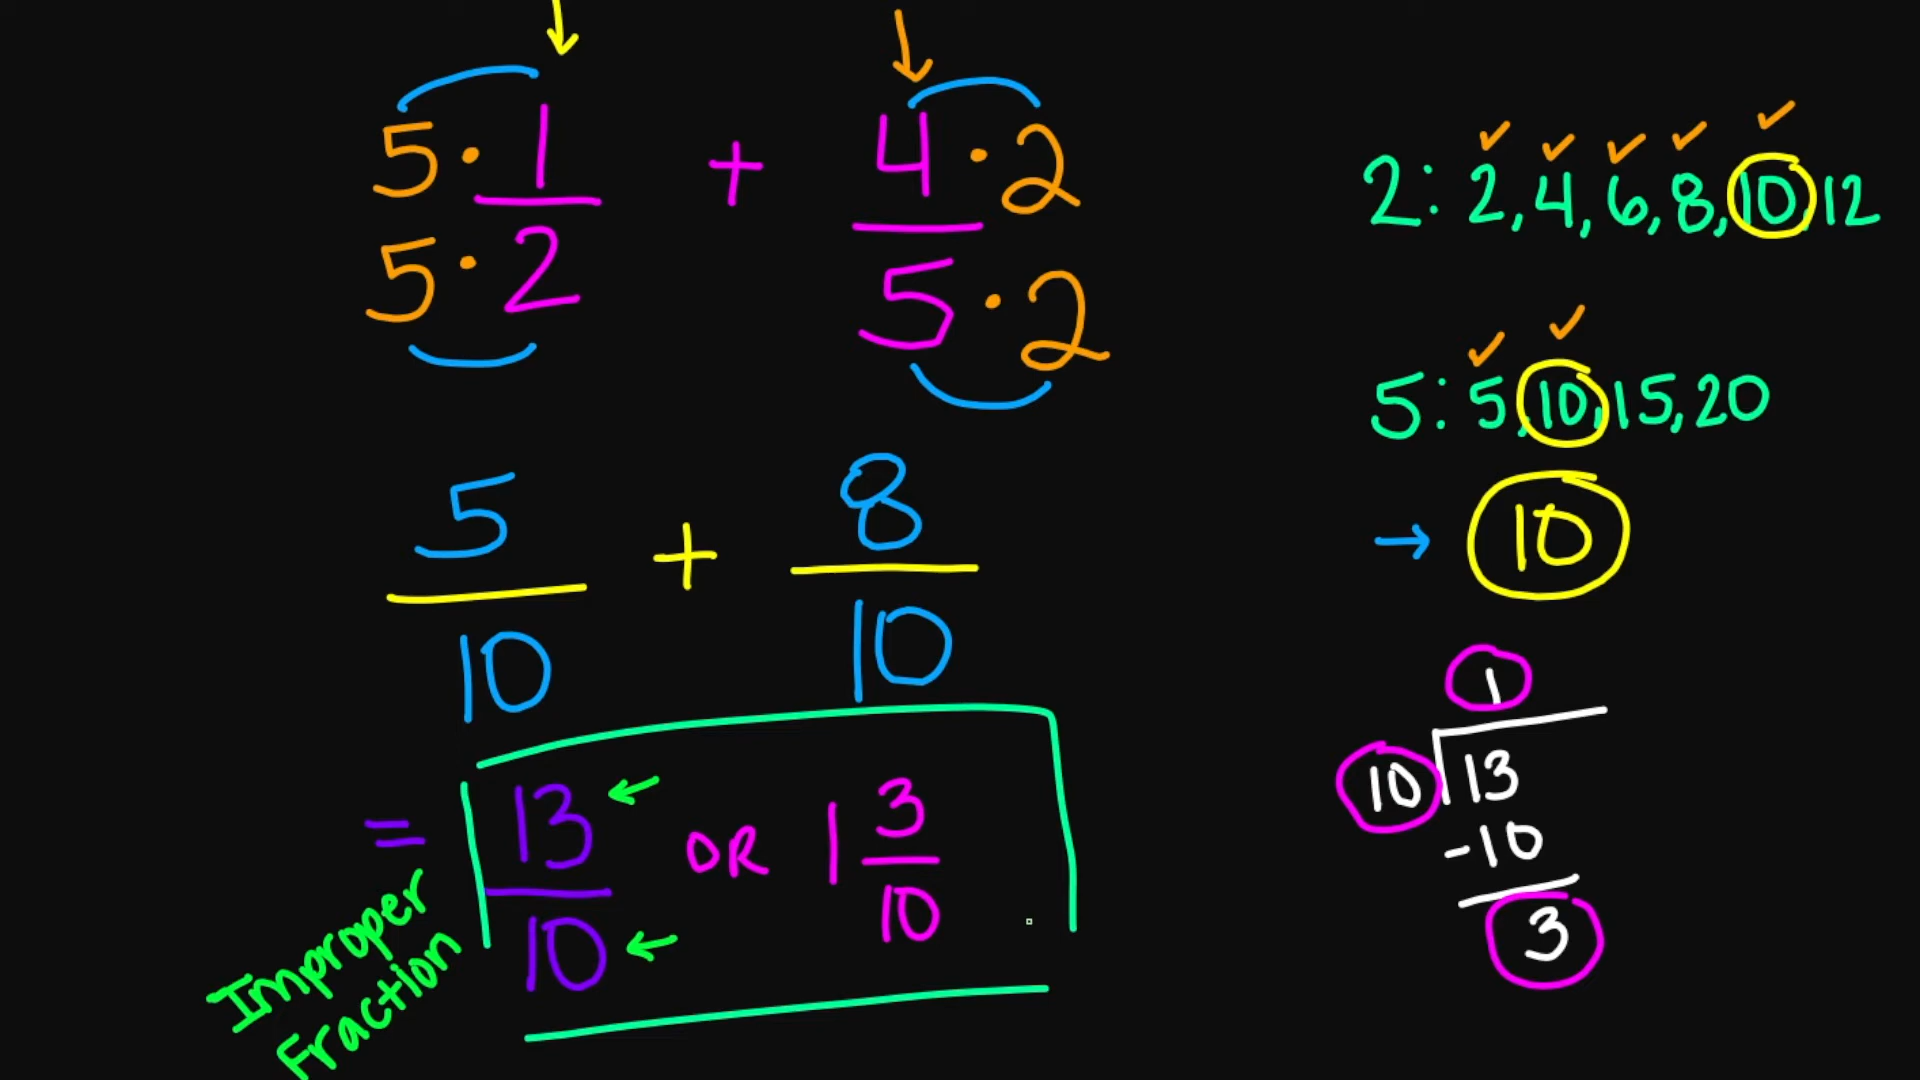 5 · 1/2 + 4/5 · 2
5 · 2 5 · 2
5/10 + 8/10
= 13/10 OR 1 3/10
Improper
Fraction
2: 2, 4, 6, 8, 10, 12
5: 5, 10, 15, 20
→ 10
1
10 13
-10
3